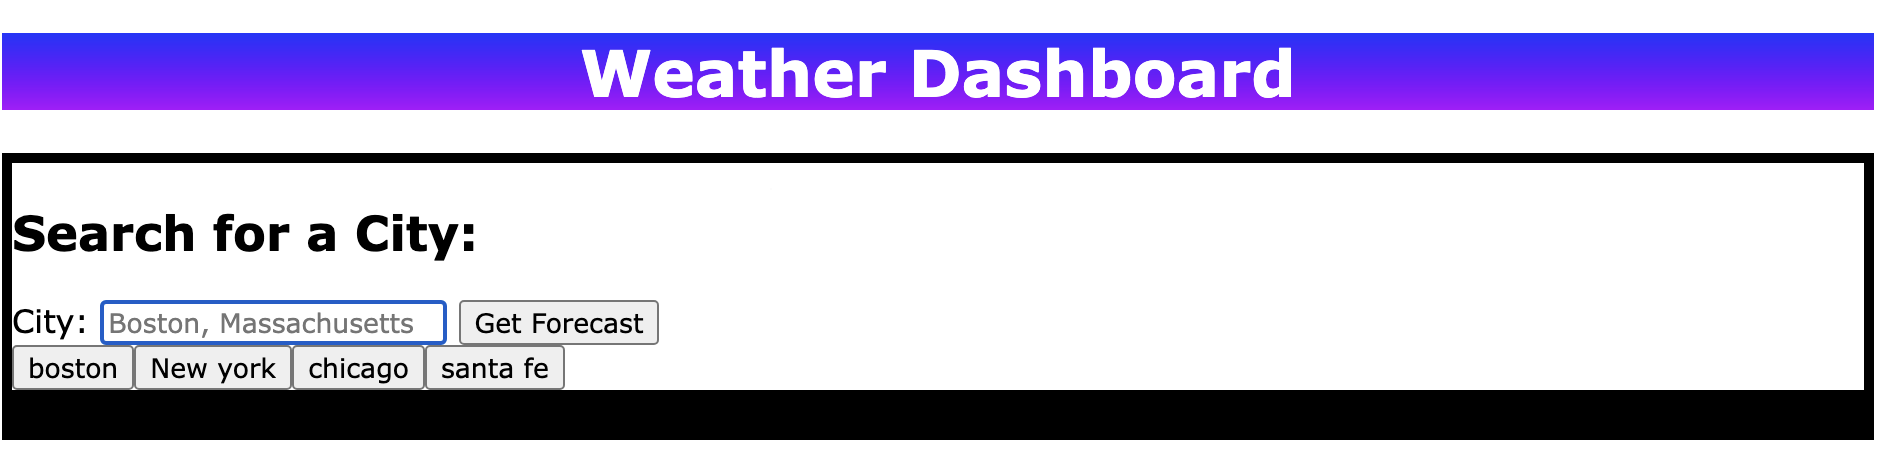 Weather Dashboard
Search for a City:
City: Boston, Massachusetts Get Forecast
boston New york chicago santa fe